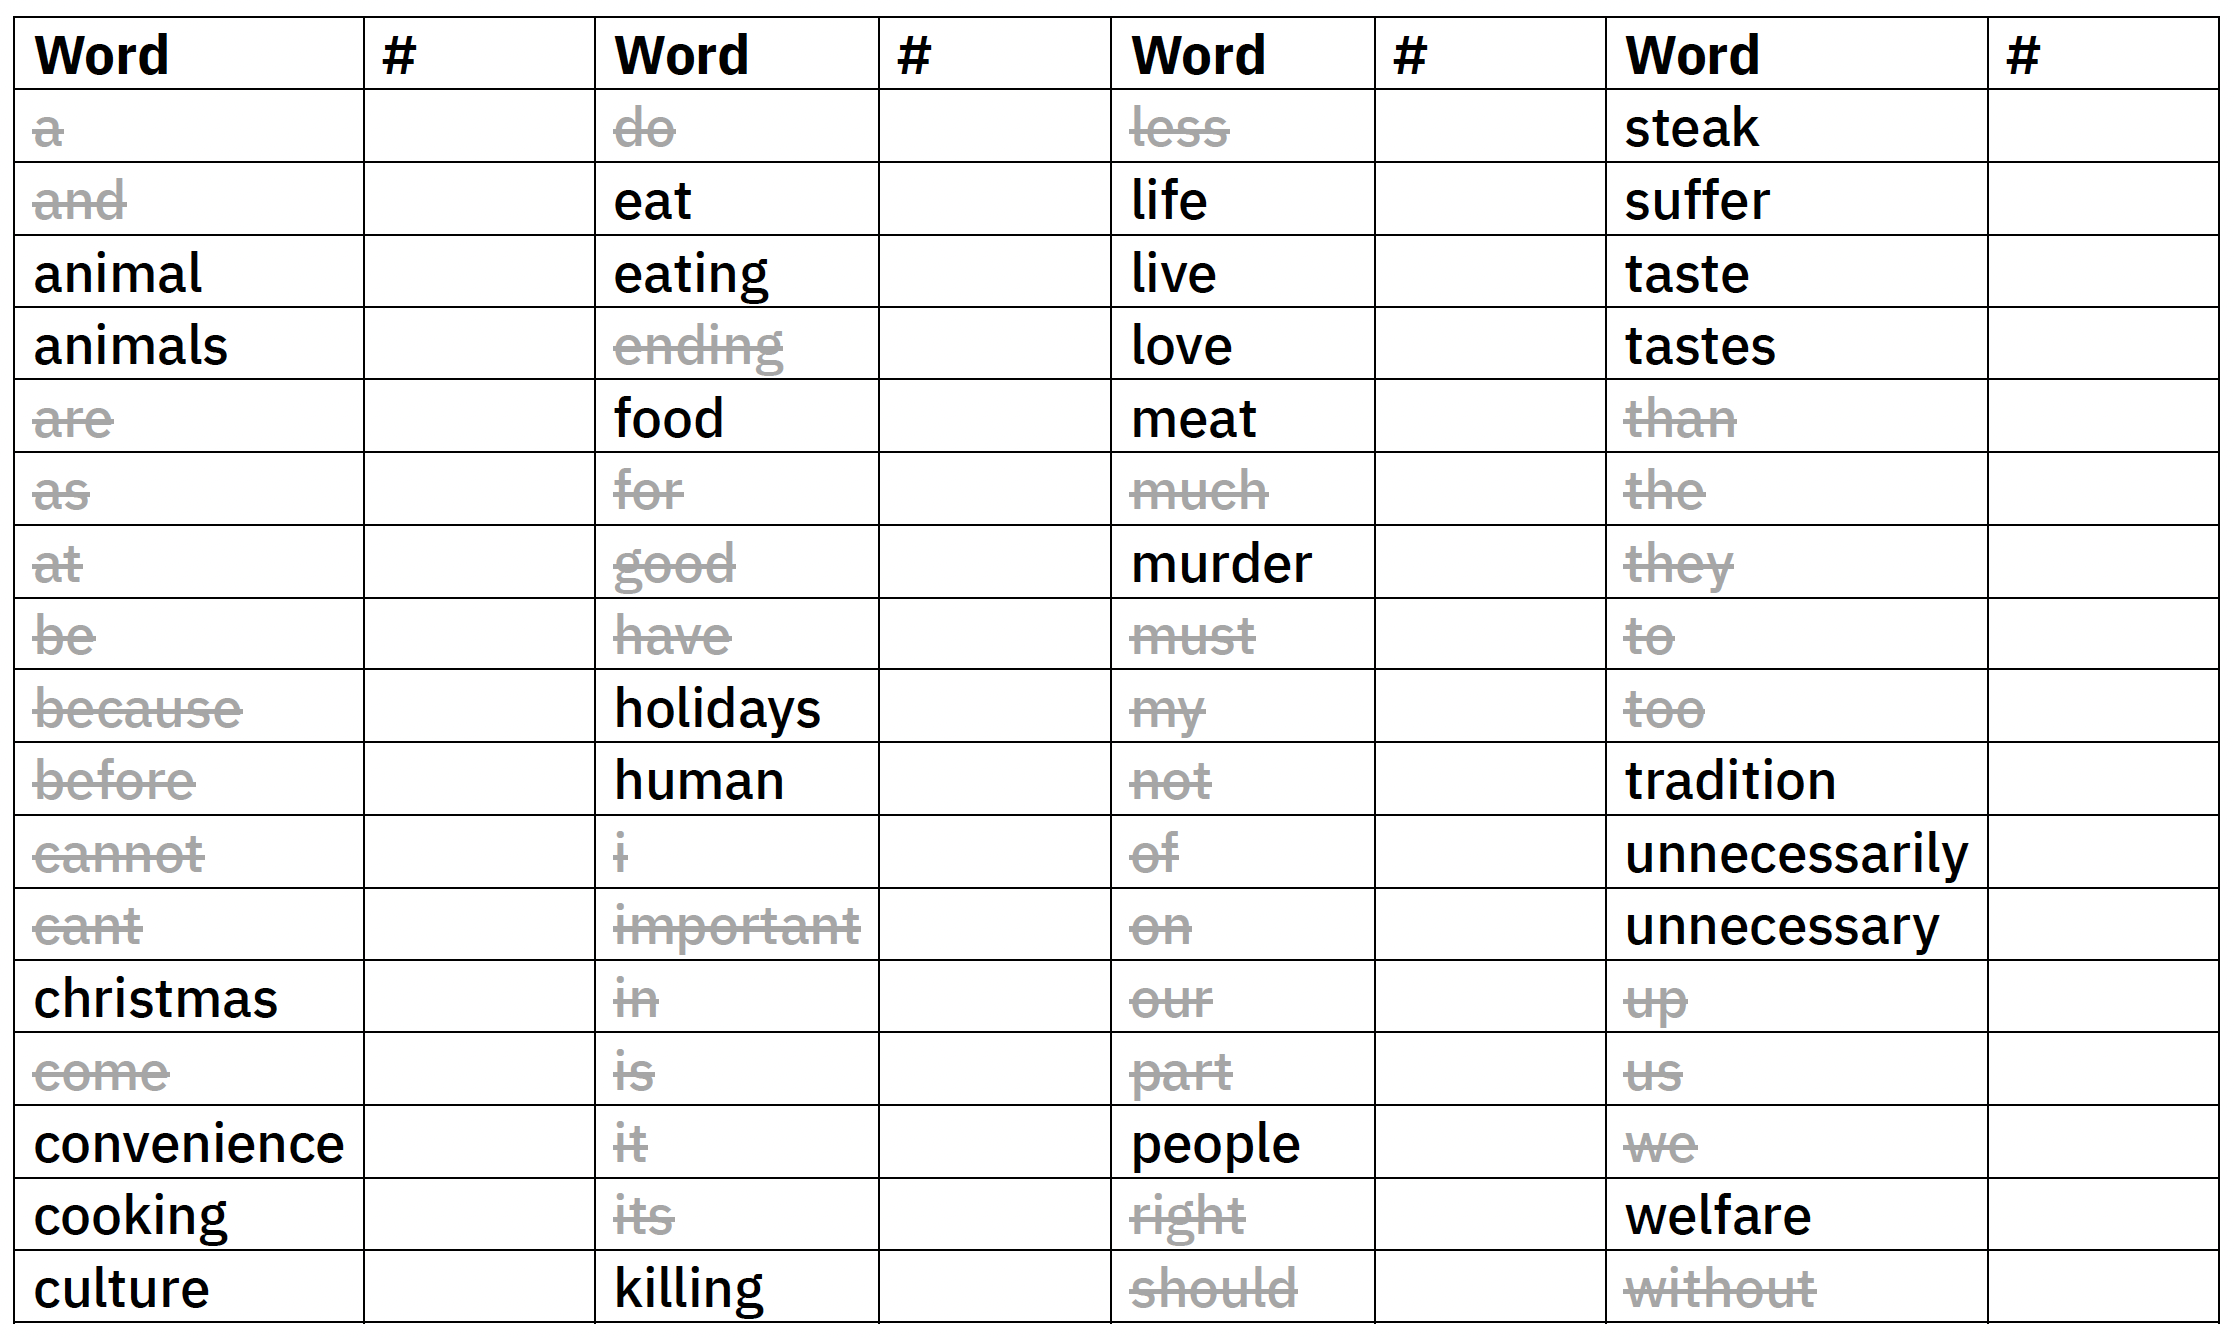 Word # Word # Word # Word #
a do less steak
and eat life suffer
animal eating live taste
animals ending love tastes
are food meat than
as for much the
at good murder they
be have must to
because holidays my too
before human not tradition
cannot i of unnecessarily
cant important on unnecessary
christmas in our up
come is part us
convenience it people we
cooking its right welfare
culture killing should without